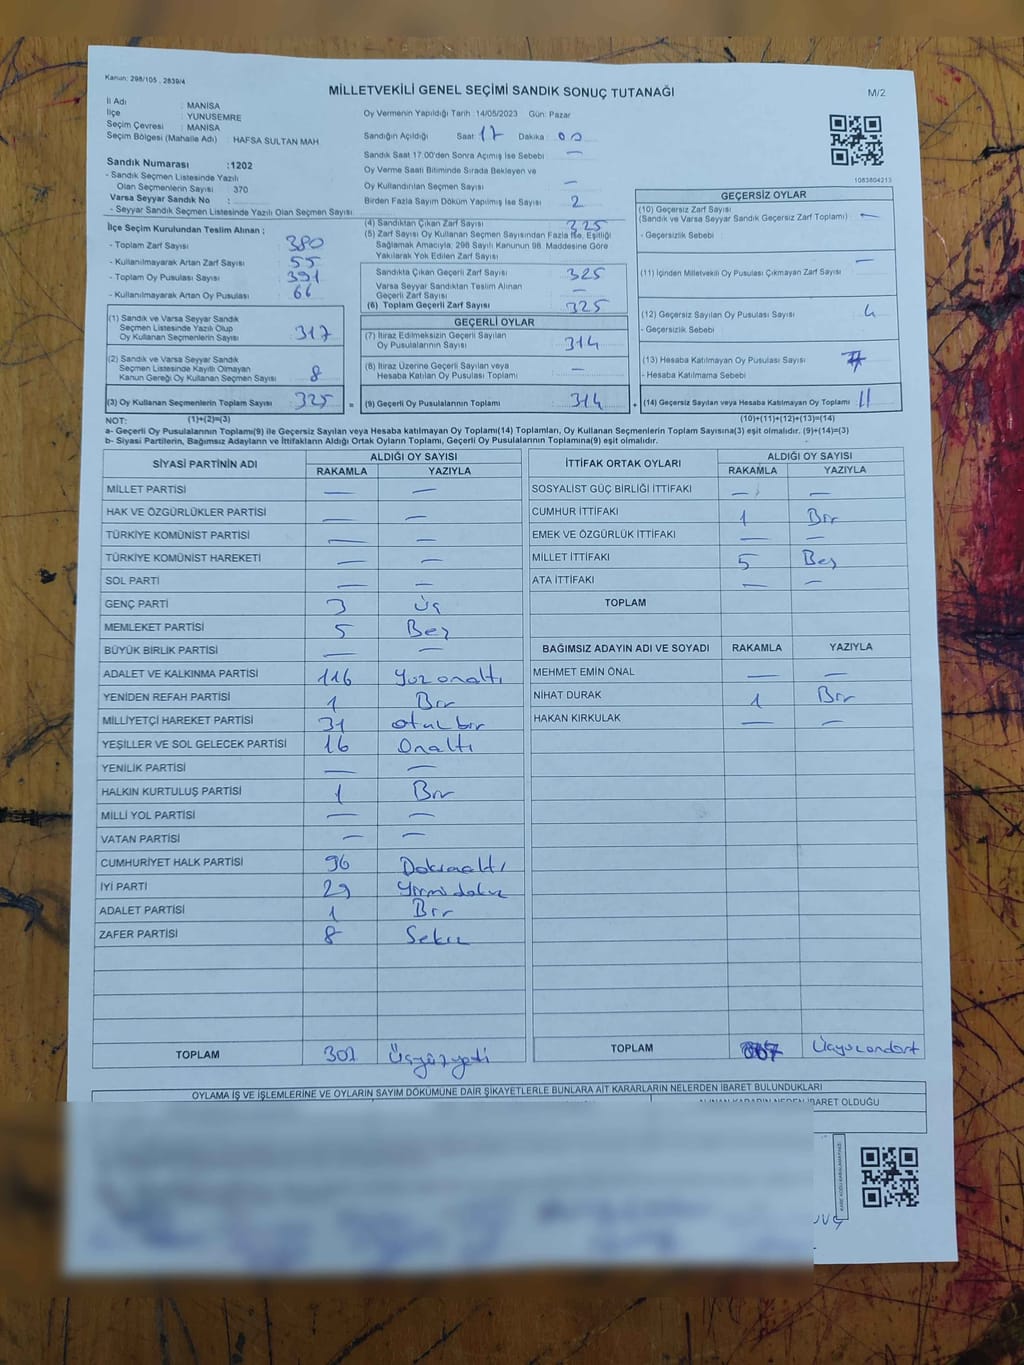 Kanun: 298/105 , 2839/4
MİLLETVEKİLİ GENEL SEÇİMİ SANDIK SONUÇ TUTANAĞI
M/2
İl Adı : MANİSA
İlçe : YUNUSEMRE
Seçim Çevresi : MANİSA
Seçim Bölgesi (Mahalle Adı) : HAFSA SULTAN MAH
Oy Vermenin Yapıldığı Tarih :14/05/2023 Gün: Pazar
Sandığın Açıldığı Saat 17 Dakika : 00
Sandık Saat 17:00'den Sonra Açımış İse Sebebi —
Oy Verme Saati Bitiminde Sırada Bekleyen ve
Oy Kullandırılan Seçmen Sayısı —
Birden Fazla Sayım Döküm Yapılmış İse Sayısı 2
1083804213
Sandık Numarası :1202
- Sandık Seçmen Listesinde Yazılı
Olan Seçmenlerin Sayısı : 370
Varsa Seyyar Sandık No :
- Seyyar Sandık Seçmen Listesinde Yazılı Olan Seçmen Sayısı
İlçe Seçim Kurulundan Teslim Alınan ;
- Toplam Zarf Sayısı : 380
- Kullanılmayarak Artan Zarf Sayısı : 55
- Toplam Oy Pusulası Sayısı : 391
- Kullanılmayarak Artan Oy Pusulası : 66
(1) Sandık ve Varsa Seyyar Sandık
Seçmen Listesinde Yazılı Olup
Oy Kullanan Seçmenlerin Sayısı : 317
(2) Sandık ve Varsa Seyyar Sandık
Seçmen Listesinde Kayıtlı Olmayan
Kanun Gereği Oy Kullanan Seçmen Sayısı : 8
(3) Oy Kullanan Seçmenlerin Toplam Sayısı : 325
(4) Sandıktan Çıkan Zarf Sayısı 325
(5) Zarf Sayısı Oy Kullanan Seçmen Sayısından Fazla İse, Eşitliği
Sağlamak Amacıyla, 298 Sayılı Kanunun 98. Maddesine Göre
Yakılarak Yok Edilen Zarf Sayısı
Sandıkta Çıkan Geçerli Zarf Sayısı 325
Varsa Seyyar Sandıktan Teslim Alınan
Geçerli Zarf Sayısı —
(6) Toplam Geçerli Zarf Sayısı 325
GEÇERLİ OYLAR
(7) İtiraz Edilmeksizin Geçerli Sayılan
Oy Pusulalarının Sayısı : 314
(8) İtiraz Üzerine Geçerli Sayılan veya
Hesaba Katılan Oy Pusulası Toplamı : —
= (9) Geçerli Oy Pusulalarının Toplamı : 314 +
GEÇERSİZ OYLAR
(10) Geçersiz Zarf Sayısı
(Sandık ve Varsa Seyyar Sandık Geçersiz Zarf Toplamı) : —
- Geçersizlik Sebebi :
(11) İçinden Milletvekili Oy Pusulası Çıkmayan Zarf Sayısı : —
(12) Geçersiz Sayılan Oy Pusulası Sayısı : 4
- Geçersizlik Sebebi :
(13) Hesaba Katılmayan Oy Pusulası Sayısı : 7
- Hesaba Katılmama Sebebi :
(14) Geçersiz Sayılan veya Hesaba Katılmayan Oy Toplamı : 11
NOT: (1)+(2)=(3) (10)+(11)+(12)+(13)=(14)
a- Geçerli Oy Pusulalarının Toplamı(9) ile Geçersiz Sayılan veya Hesaba katılmayan Oy Toplamı(14) Toplamları, Oy Kullanan Seçmenlerin Toplam Sayısına(3) eşit olmalıdır. (9)+(14)=(3)
b- Siyasi Partilerin, Bağımsız Adayların ve İttifakların Aldığı Ortak Oyların Toplamı, Geçerli Oy Pusulalarının Toplamına(9) eşit olmalıdır.
SİYASİ PARTİNİN ADI ALDIĞI OY SAYISI
RAKAMLA YAZIYLA
MİLLET PARTİSİ — —
HAK VE ÖZGÜRLÜKLER PARTİSİ — —
TÜRKİYE KOMÜNİST PARTİSİ — —
TÜRKİYE KOMÜNİST HAREKETİ — —
SOL PARTİ — —
GENÇ PARTİ 3 Üç
MEMLEKET PARTİSİ 5 Beş
BÜYÜK BİRLİK PARTİSİ — —
ADALET VE KALKINMA PARTİSİ 116 Yüzonaltı
YENİDEN REFAH PARTİSİ 1 Bir
MİLLİYETÇİ HAREKET PARTİSİ 31 otuzbir
YEŞİLLER VE SOL GELECEK PARTİSİ 16 Onaltı
YENİLİK PARTİSİ — —
HALKIN KURTULUŞ PARTİSİ 1 Bir
MİLLİ YOL PARTİSİ — —
VATAN PARTİSİ — —
CUMHURİYET HALK PARTİSİ 96 Doksanaltı
İYİ PARTİ 29 Yirmidokuz
ADALET PARTİSİ 1 Bir
ZAFER PARTİSİ 8 Sekiz
TOPLAM 307 Üçyüzyedi
İTTİFAK ORTAK OYLARI ALDIĞI OY SAYISI
RAKAMLA YAZIYLA
SOSYALİST GÜÇ BİRLİĞİ İTTİFAKI — —
CUMHUR İTTİFAKI 1 Bir
EMEK VE ÖZGÜRLÜK İTTİFAKI — —
MİLLET İTTİFAKI 5 Beş
ATA İTTİFAKI — —
TOPLAM
BAĞIMSIZ ADAYIN ADI VE SOYADI RAKAMLA YAZIYLA
MEHMET EMİN ÖNAL — —
NİHAT DURAK 1 Bir
HAKAN KIRKULAK — —
TOPLAM Üçyüzondört
OYLAMA İŞ VE İŞLEMLERİNE VE OYLARIN SAYIM DÖKÜMÜNE DAİR ŞİKAYETLERLE BUNLARA AİT KARARLARIN NELERDEN İBARET BULUNDUKLARI
ALINAN KARARIN NEDEN İBARET OLDUĞU